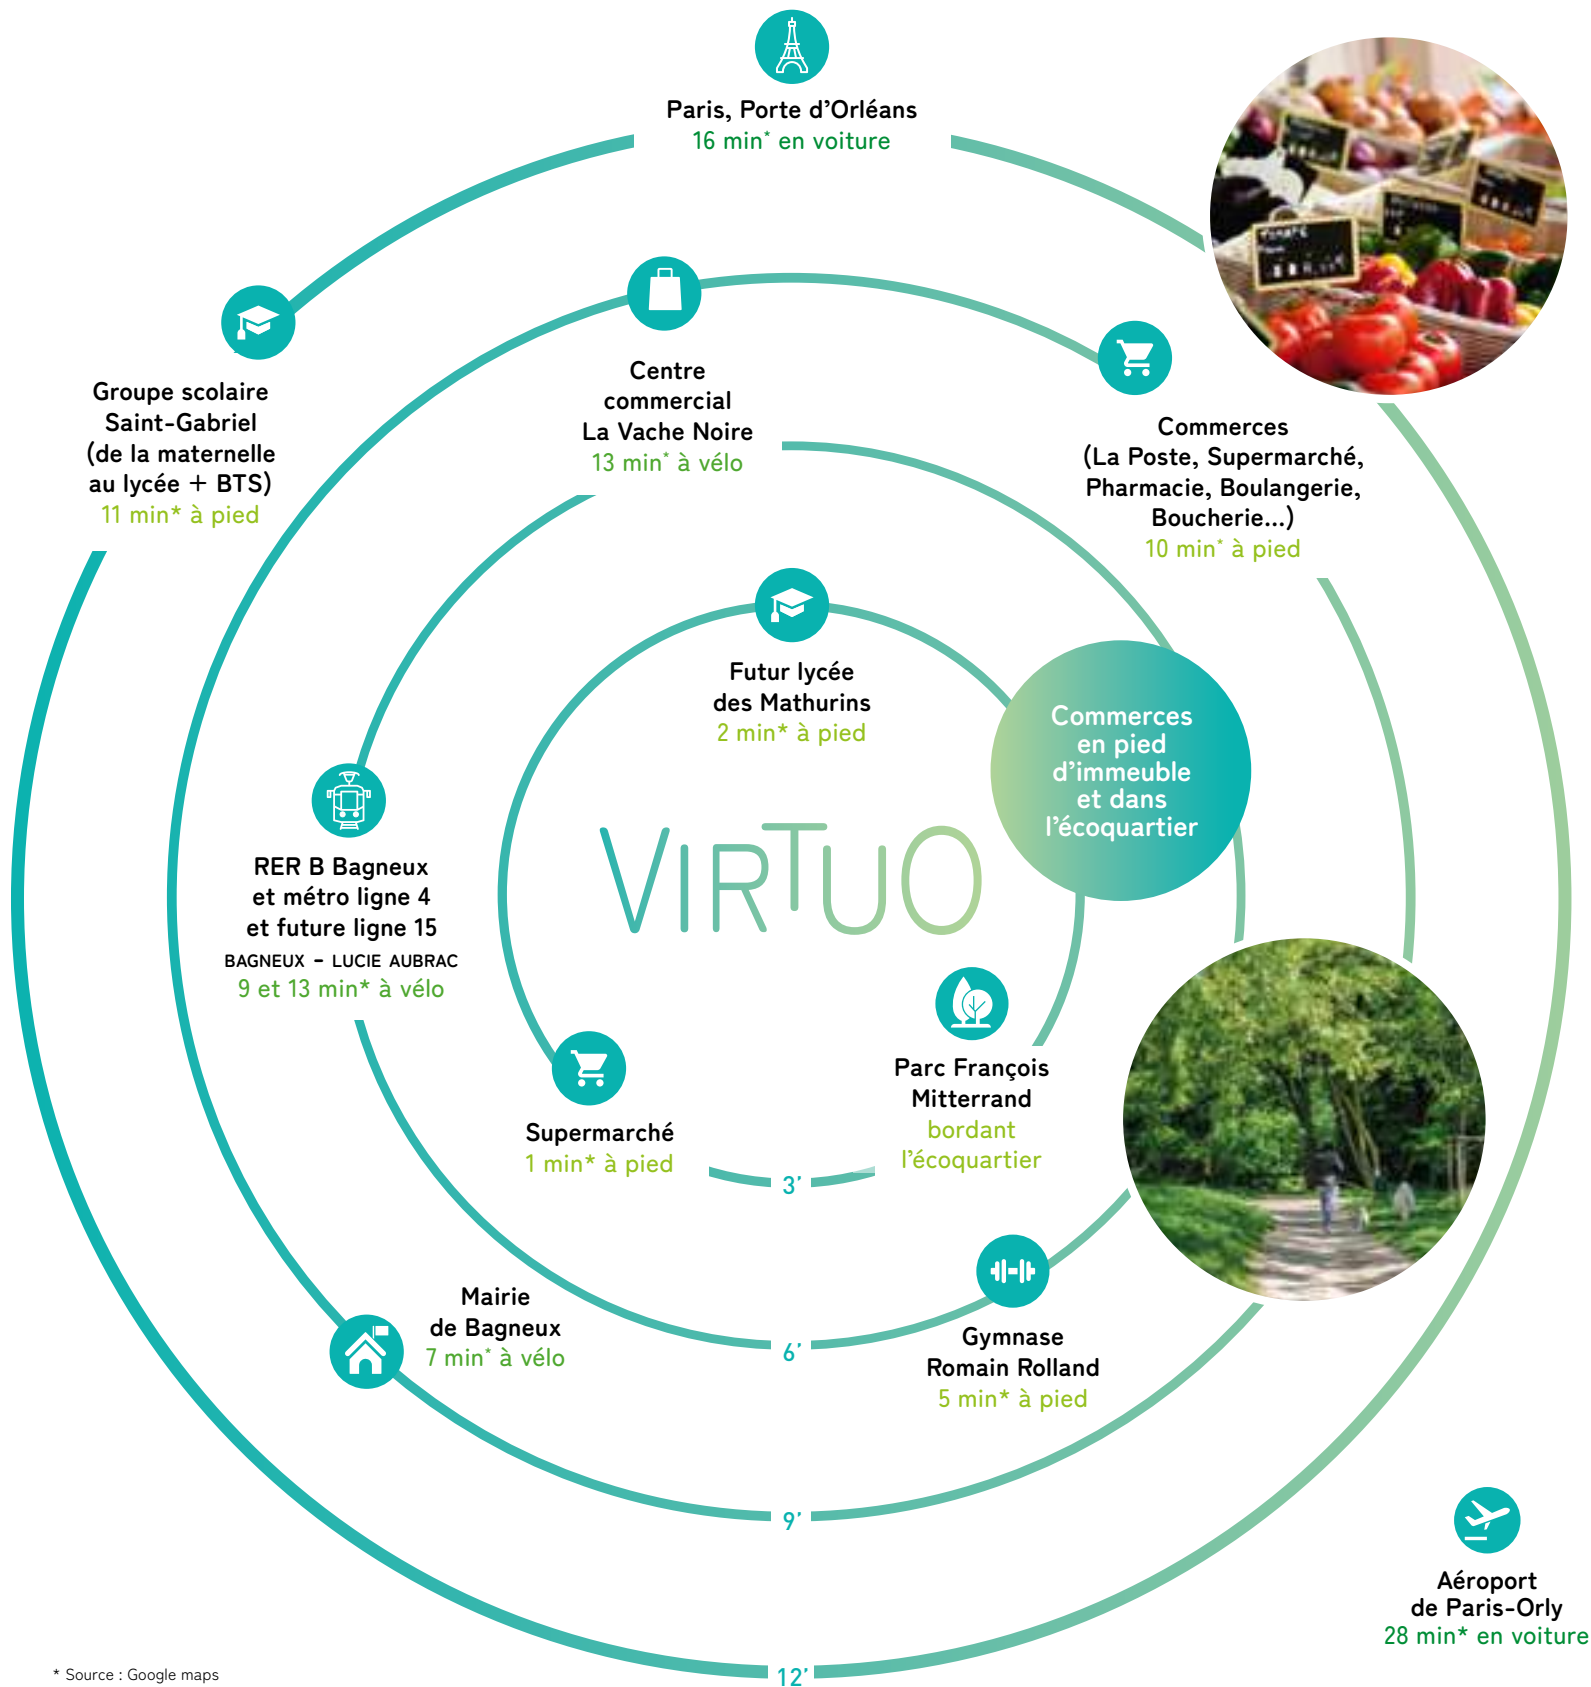 Paris, Porte d'Orléans
16 min* en voiture
Groupe scolaire
Saint-Gabriel
(de la maternelle
au lycée + BTS)
11 min* à pied
Centre
commercial
La Vache Noire
13 min* à vélo
Commerces
(La Poste, Supermarché,
Pharmacie, Boulangerie,
Boucherie...)
10 min* à pied
Futur lycée
des Mathurins
2 min* à pied
Commerces
en pied
d'immeuble
et dans
l'écoquartier
VIRTUO
RER B Bagneux
et métro ligne 4
et future ligne 15
BAGNEUX - LUCIE AUBRAC
9 et 13 min* à vélo
Parc François
Mitterrand
bordant
l'écoquartier
Supermarché
1 min* à pied
3'
Mairie
de Bagneux
7 min* à vélo
6'
Gymnase
Romain Rolland
5 min* à pied
9'
Aéroport
de Paris-Orly
28 min* en voiture
12'
* Source : Google maps